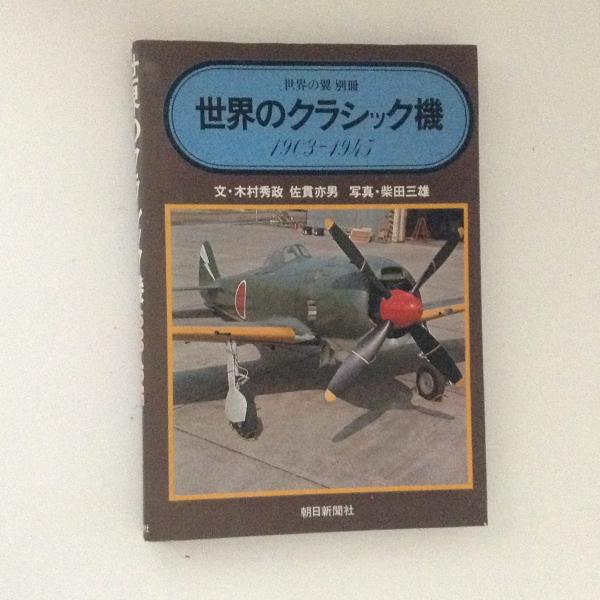 世界の翼 別冊
世界のクラシック機
1903-1945
文・木村秀政 佐貫亦男 写真・柴田三雄
朝日新聞社